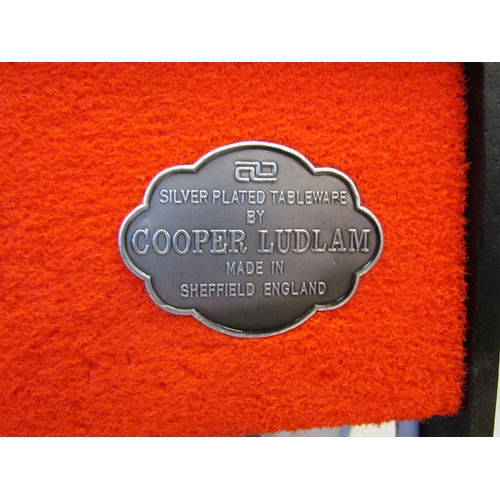 SILVER PLATED TABLEWARE
BY
COOPER LUDLAM
MADE IN
SHEFFIELD ENGLAND